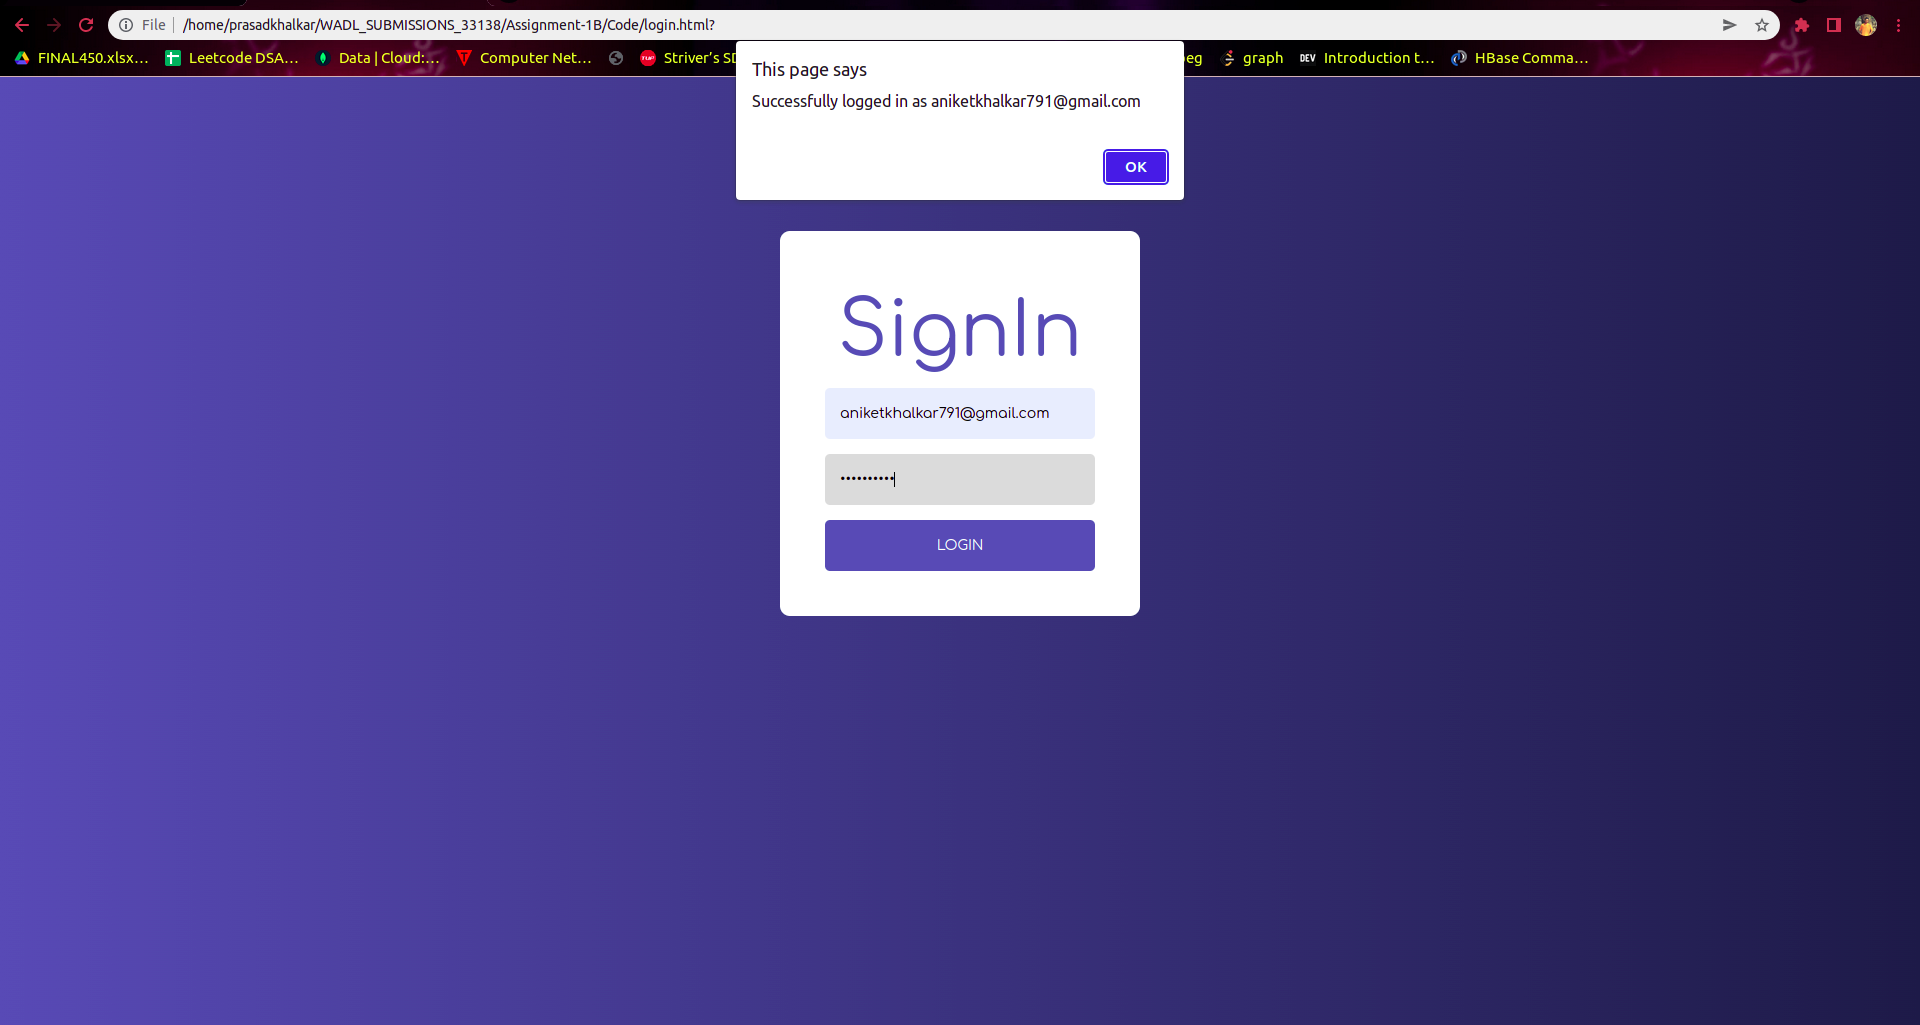 File | /home/prasadkhalkar/WADL_SUBMISSIONS_33138/Assignment-1B/Code/login.html?
FINAL450.xlsx... Leetcode DSA... Data | Cloud:... Computer Net... Striver's SD eg graph DEV Introduction t... HBase Comma...
This page says
Successfully logged in as aniketkhalkar791@gmail.com
OK
SignIn
aniketkhalkar791@gmail.com
••••••••••
LOGIN